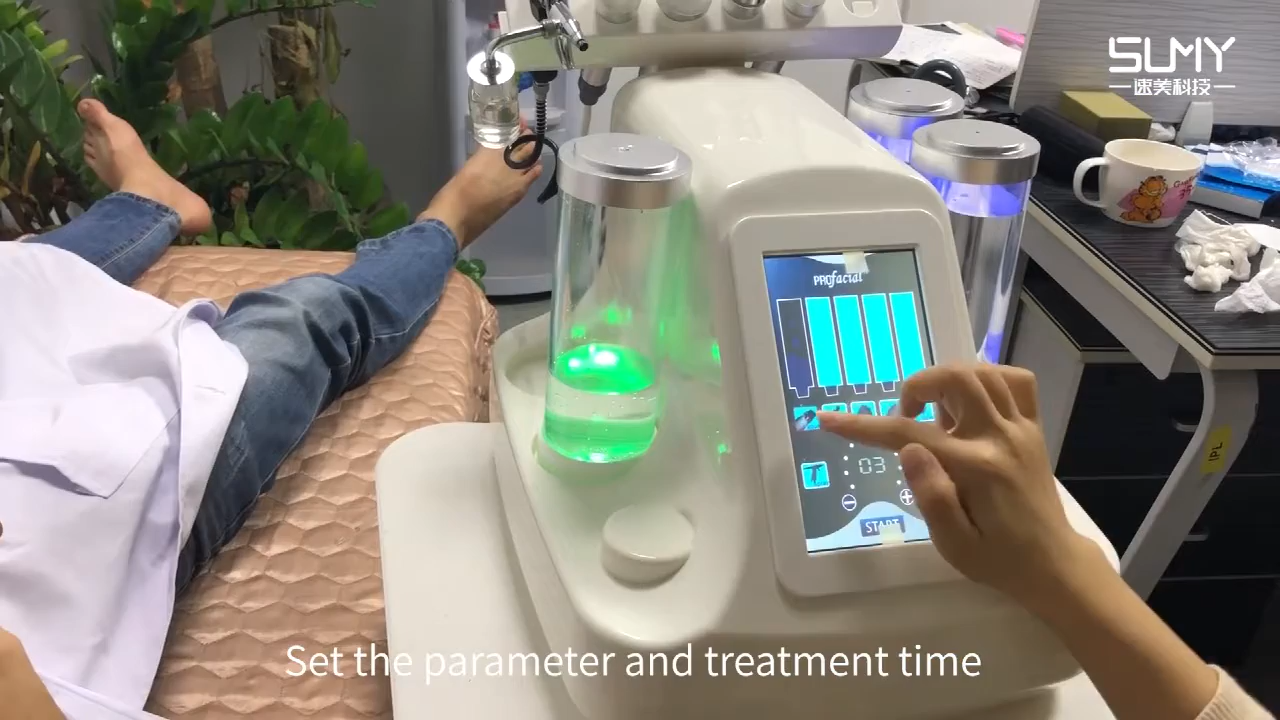 SUMY
速美科技
PROfacial
03
START
IPL
Set the parameter and treatment time